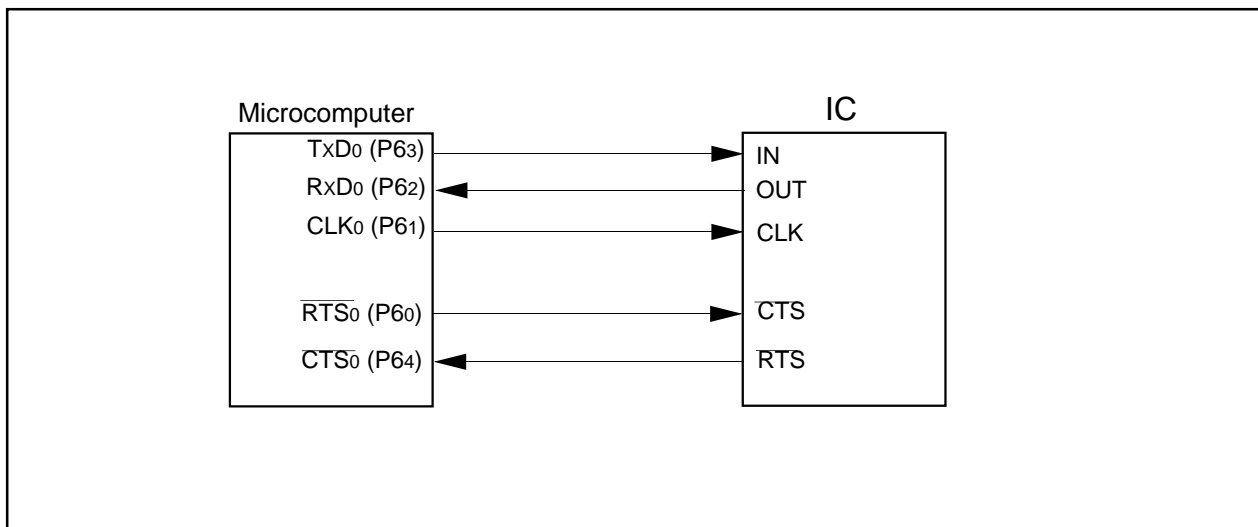 Microcomputer
IC
TxD0 (P63)
IN
RxD0 (P62)
OUT
CLK0 (P61)
CLK
RTS0 (P60)
CTS
CTS0 (P64)
RTS